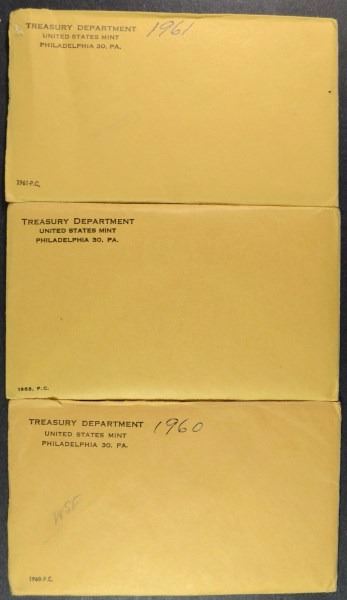 TREASURY DEPARTMENT 1961
UNITED STATES MINT
PHILADELPHIA 30, PA.
1961-P.C.
TREASURY DEPARTMENT
UNITED STATES MINT
PHILADELPHIA 30, PA.
P.C.
TREASURY DEPARTMENT 1960
UNITED STATES MINT
PHILADELPHIA 30, PA.
1960-P.C.